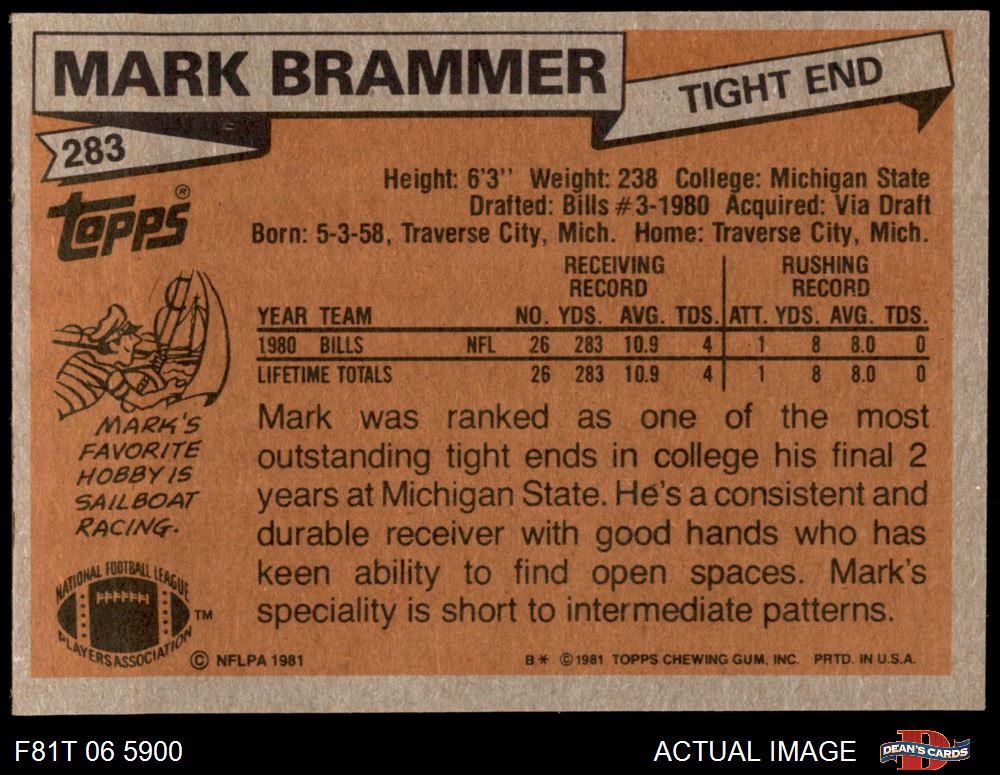 MARK BRAMMER
TIGHT END
283
Topps®
Height: 6'3'' Weight: 238 College: Michigan State
Drafted: Bills #3-1980 Acquired: Via Draft
Born: 5-3-58, Traverse City, Mich. Home: Traverse City, Mich.
RECEIVING RECORD RUSHING RECORD
YEAR TEAM NO. YDS. AVG. TDS. ATT. YDS. AVG. TDS.
1980 BILLS NFL 26 283 10.9 4 1 8 8.0 0
LIFETIME TOTALS 26 283 10.9 4 1 8 8.0 0
MARK'S
FAVORITE
HOBBY IS
SAILBOAT
RACING.
Mark was ranked as one of the most
outstanding tight ends in college his final 2
years at Michigan State. He's a consistent and
durable receiver with good hands who has
keen ability to find open spaces. Mark's
speciality is short to intermediate patterns.
NATIONAL FOOTBALL LEAGUE
PLAYERS ASSOCIATION
TM
© NFLPA 1981
B* ©1981 TOPPS CHEWING GUM, INC. PRTD. IN U.S.A.
F81T 06 5900
ACTUAL IMAGE
D
DEAN'S CARDS